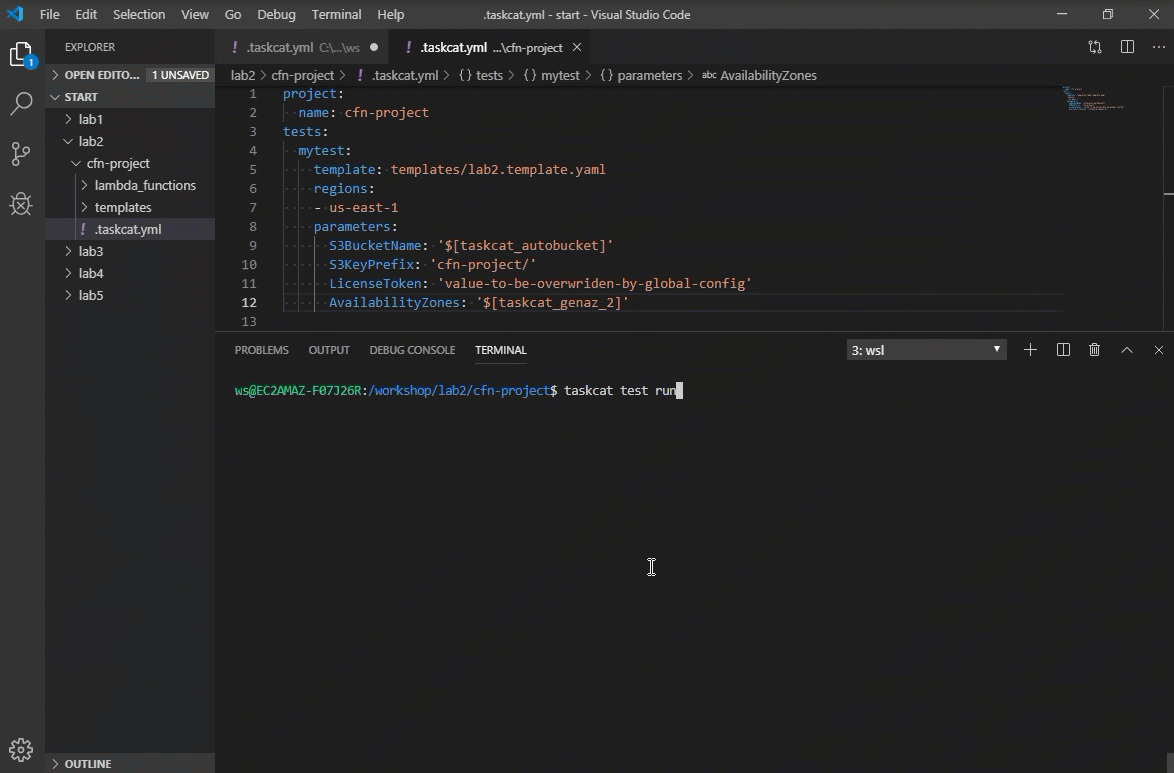 File Edit Selection View Go Debug Terminal Help .taskcat.yml - start - Visual Studio Code
EXPLORER
! .taskcat.yml C:\...\ws ●
! .taskcat.yml ...\cfn-project ×
1
> OPEN EDITO... 1 UNSAVED
lab2 > cfn-project > ! .taskcat.yml > {} tests > {} mytest > {} parameters > abc AvailabilityZones
START
lab1
lab2
cfn-project
lambda_functions
templates
! .taskcat.yml
lab3
lab4
lab5
1 project:
2 name: cfn-project
3 tests:
4 mytest:
5 template: templates/lab2.template.yaml
6 regions:
7 - us-east-1
8 parameters:
9 S3BucketName: '$[taskcat_autobucket]'
10 S3KeyPrefix: 'cfn-project/'
11 LicenseToken: 'value-to-be-overwriden-by-global-config'
12 AvailabilityZones: '$[taskcat_genaz_2]'
13
PROBLEMS OUTPUT DEBUG CONSOLE TERMINAL 3: wsl
ws@EC2AMAZ-F07J26R:/workshop/lab2/cfn-project$ taskcat test run
> OUTLINE